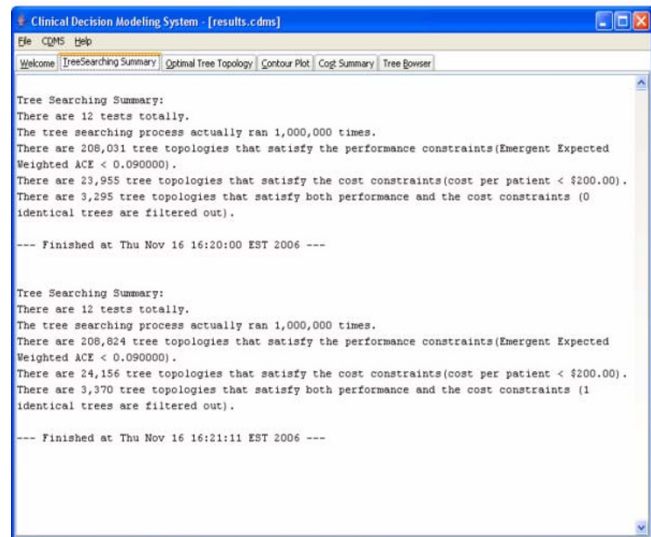 Clinical Decision Modeling System - [results.cdms]
File CDMS Help
Welcome TreeSearching Summary Optimal Tree Topology Contour Plot Cost Summary Tree Bowser
Tree Searching Summary:
There are 12 tests totally.
The tree searching process actually ran 1,000,000 times.
There are 208,031 tree topologies that satisfy the performance constraints(Emergent Expected
Weighted ACE < 0.090000).
There are 23,955 tree topologies that satisfy the cost constraints(cost per patient < $200.00).
There are 3,295 tree topologies that satisfy both performance and the cost constraints (0
identical trees are filtered out).
--- Finished at Thu Nov 16 16:20:00 EST 2006 ---
Tree Searching Summary:
There are 12 tests totally.
The tree searching process actually ran 1,000,000 times.
There are 208,824 tree topologies that satisfy the performance constraints(Emergent Expected
Weighted ACE < 0.090000).
There are 24,156 tree topologies that satisfy the cost constraints(cost per patient < $200.00).
There are 3,370 tree topologies that satisfy both performance and the cost constraints (1
identical trees are filtered out).
--- Finished at Thu Nov 16 16:21:11 EST 2006 ---